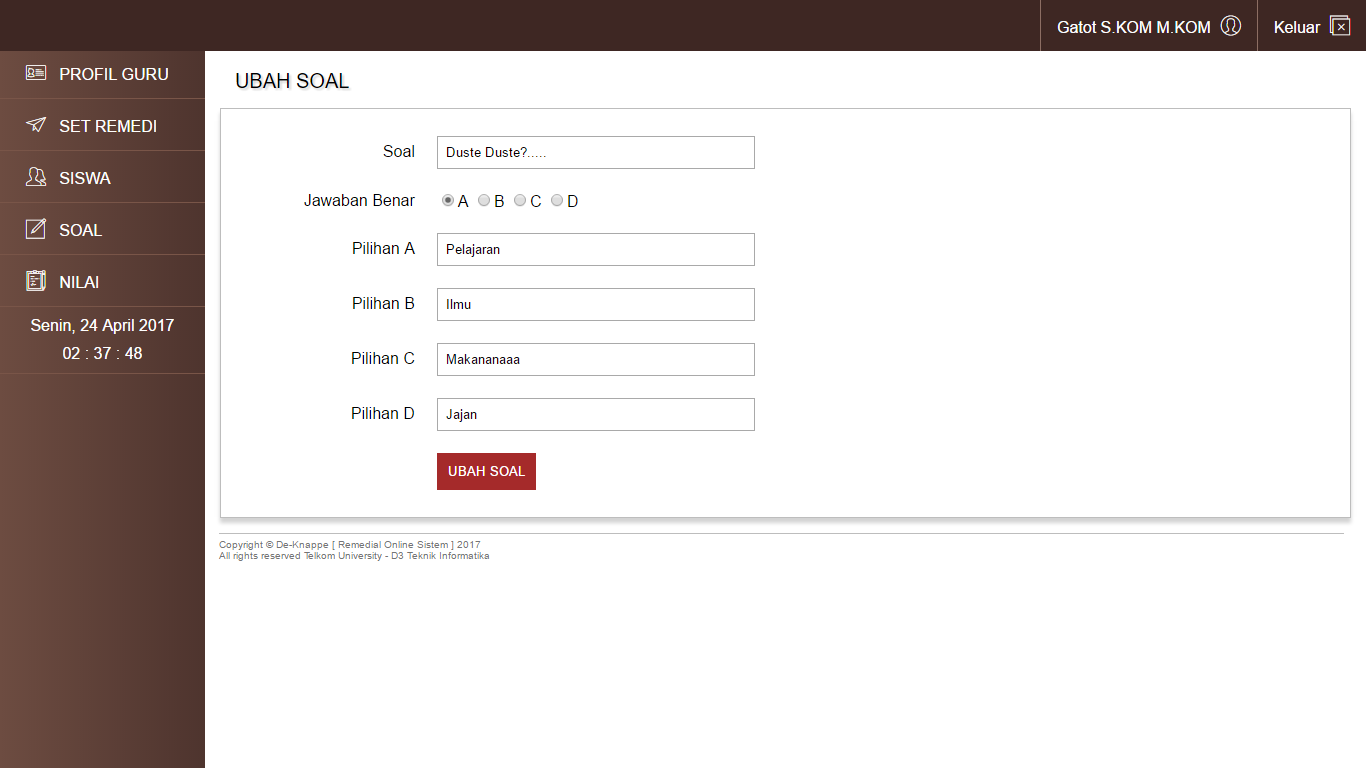 Gatot S.KOM M.KOM
Keluar
PROFIL GURU
SET REMEDI
SISWA
SOAL
NILAI
Senin, 24 April 2017
02 : 37 : 48
UBAH SOAL
Soal Duste Duste?.....
Jawaban Benar A B C D
Pilihan A Pelajaran
Pilihan B Ilmu
Pilihan C Makananaaa
Pilihan D Jajan
UBAH SOAL
Copyright © De-Knappe [ Remedial Online Sistem ] 2017
All rights reserved Telkom University - D3 Teknik Informatika